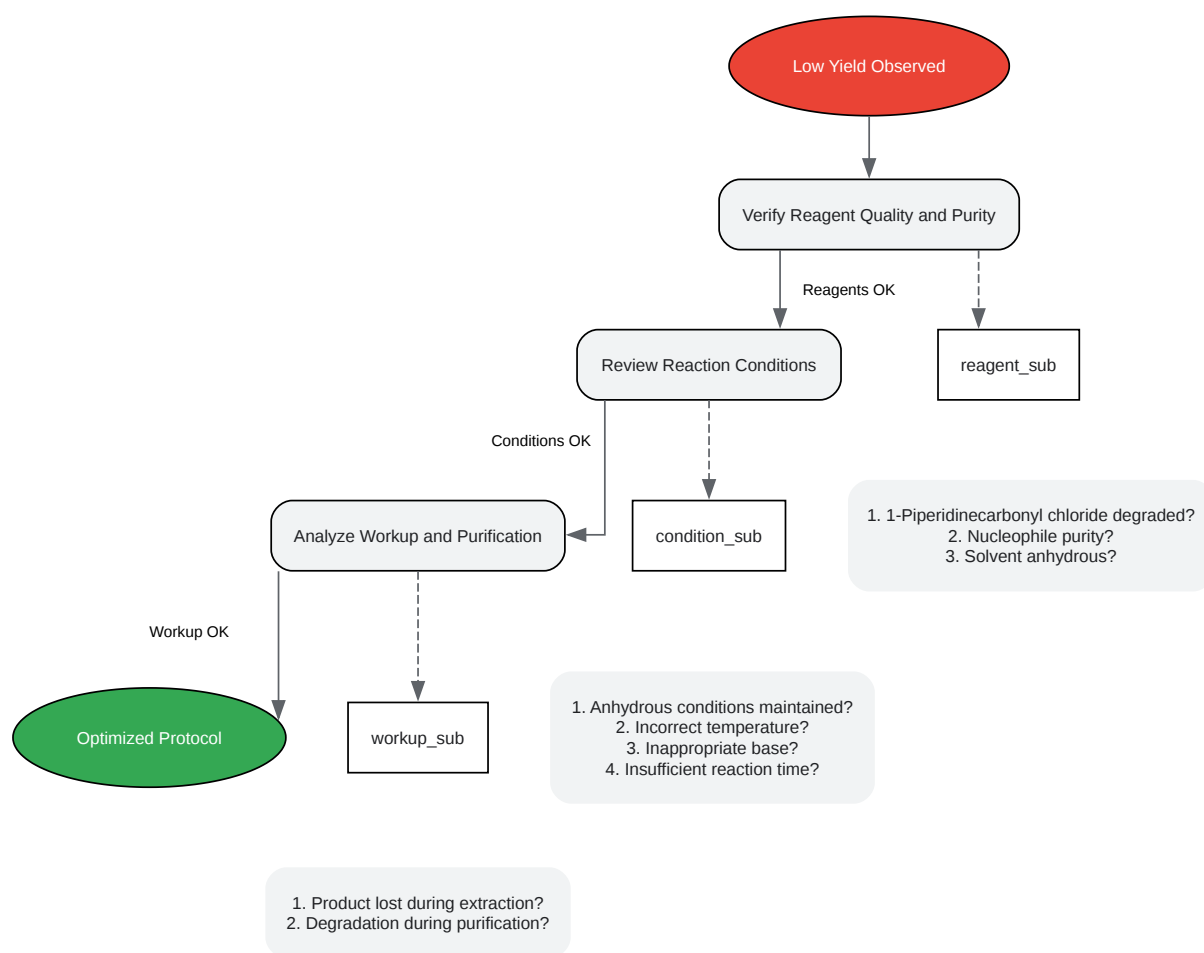 Low Yield Observed
Verify Reagent Quality and Purity
Reagents OK
Review Reaction Conditions
reagent_sub
Conditions OK
1. 1-Piperidinecarbonyl chloride degraded?
2. Nucleophile purity?
3. Solvent anhydrous?
Analyze Workup and Purification
condition_sub
Workup OK
1. Anhydrous conditions maintained?
2. Incorrect temperature?
3. Inappropriate base?
4. Insufficient reaction time?
Optimized Protocol
workup_sub
1. Product lost during extraction?
2. Degradation during purification?